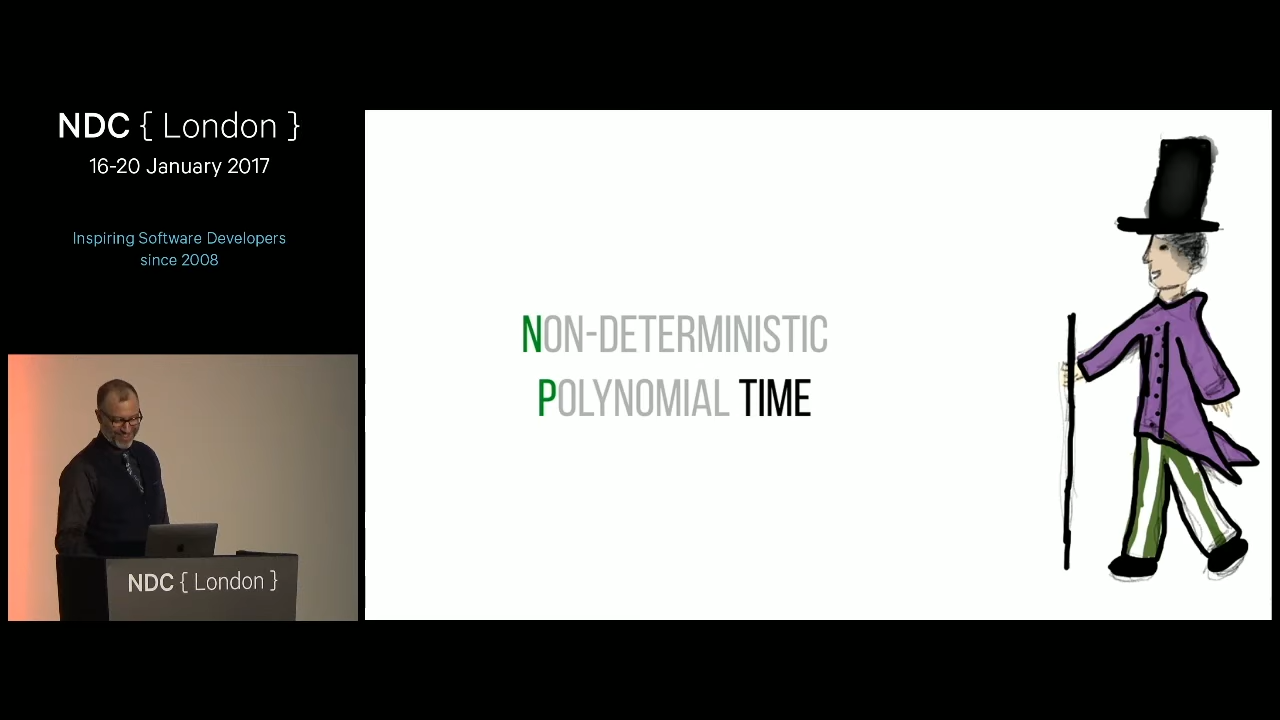 NDC { London }
16-20 January 2017
Inspiring Software Developers
since 2008
NON-DETERMINISTIC
POLYNOMIAL TIME
NDC { London }